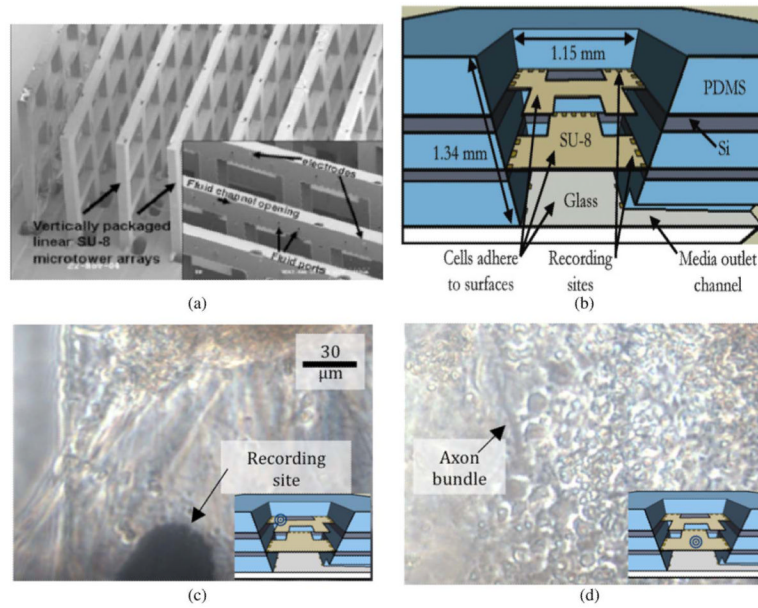 electrodes
Fluid channel opening
Fluid ports
Vertically packaged
linear SU-8
microtower arrays
(a)
1.15 mm
PDMS
Si
1.34 mm
SU-8
Glass
Cells adhere
to surfaces
Recording
sites
Media outlet
channel
(b)
30
µm
Recording
site
(c)
Axon
bundle
(d)